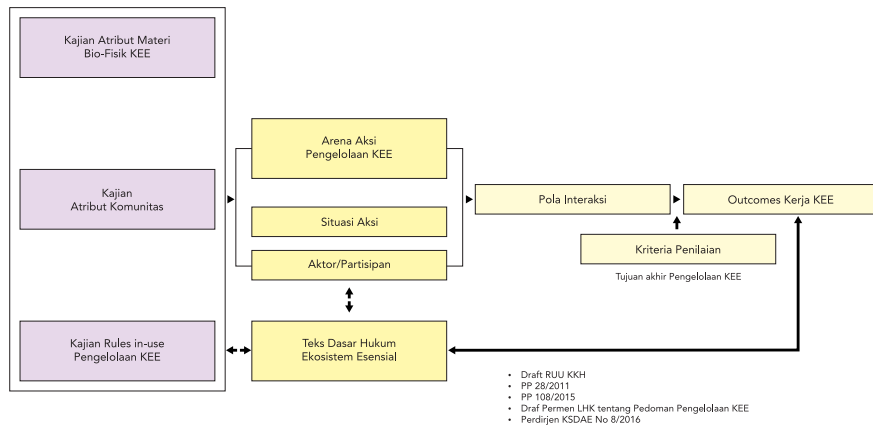 Kajian Atribut Materi
Bio-Fisik KEE
Kajian
Atribut Komunitas
Kajian Rules in-use
Pengelolaan KEE
Arena Aksi
Pengelolaan KEE
Situasi Aksi
Aktor/Partisipan
Teks Dasar Hukum
Ekosistem Esensial
Pola Interaksi
Outcomes Kerja KEE
Kriteria Penilaian
Tujuan akhir Pengelolaan KEE
• Draft RUU KKH
• PP 28/2011
• PP 108/2015
• Draf Permen LHK tentang Pedoman Pengelolaan KEE
• Perdirjen KSDAE No 8/2016